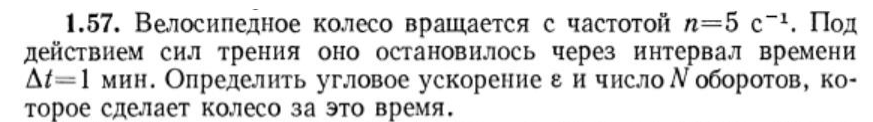 1.57. Велосипедное колесо вращается с частотой n=5 с⁻¹. Под
действием сил трения оно остановилось через интервал времени
Δt=1 мин. Определить угловое ускорение ε и число N оборотов, ко-
торое сделает колесо за это время.